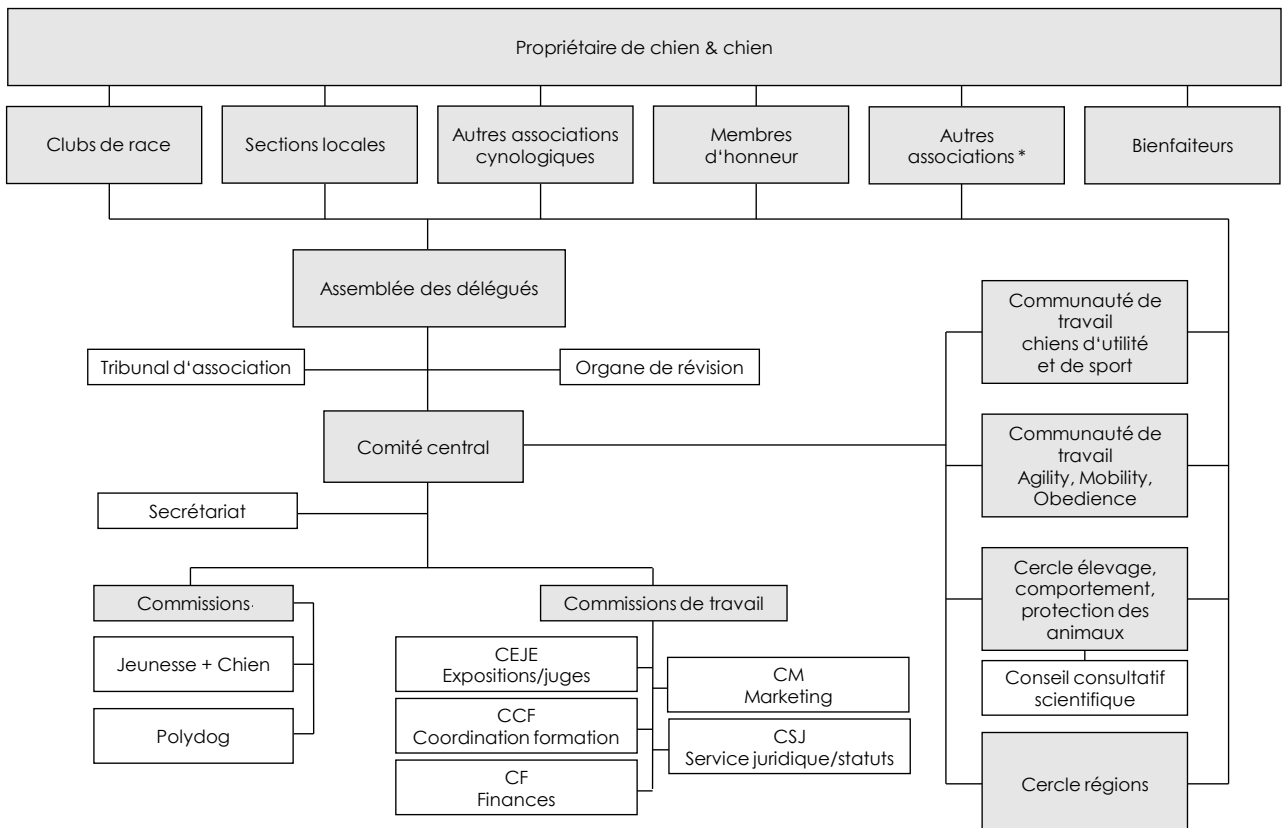 Propriétaire de chien & chien
Clubs de race
Sections locales
Autres associations
cynologiques
Membres
d‘honneur
Autres
associations *
Bienfaiteurs
Assemblée des délégués
Tribunal d‘association
Organe de révision
Comité central
Secrétariat
Commissions
Jeunesse + Chien
Polydog
Commissions de travail
CEJE
Expositions/juges
CCF
Coordination formation
CF
Finances
CM
Marketing
CSJ
Service juridique/statuts
Communauté de
travail
chiens d‘utilité
et de sport
Communauté de
travail
Agility, Mobility,
Obedience
Cercle élevage,
comportement,
protection des
animaux
Conseil consultatif
scientifique
Cercle régions